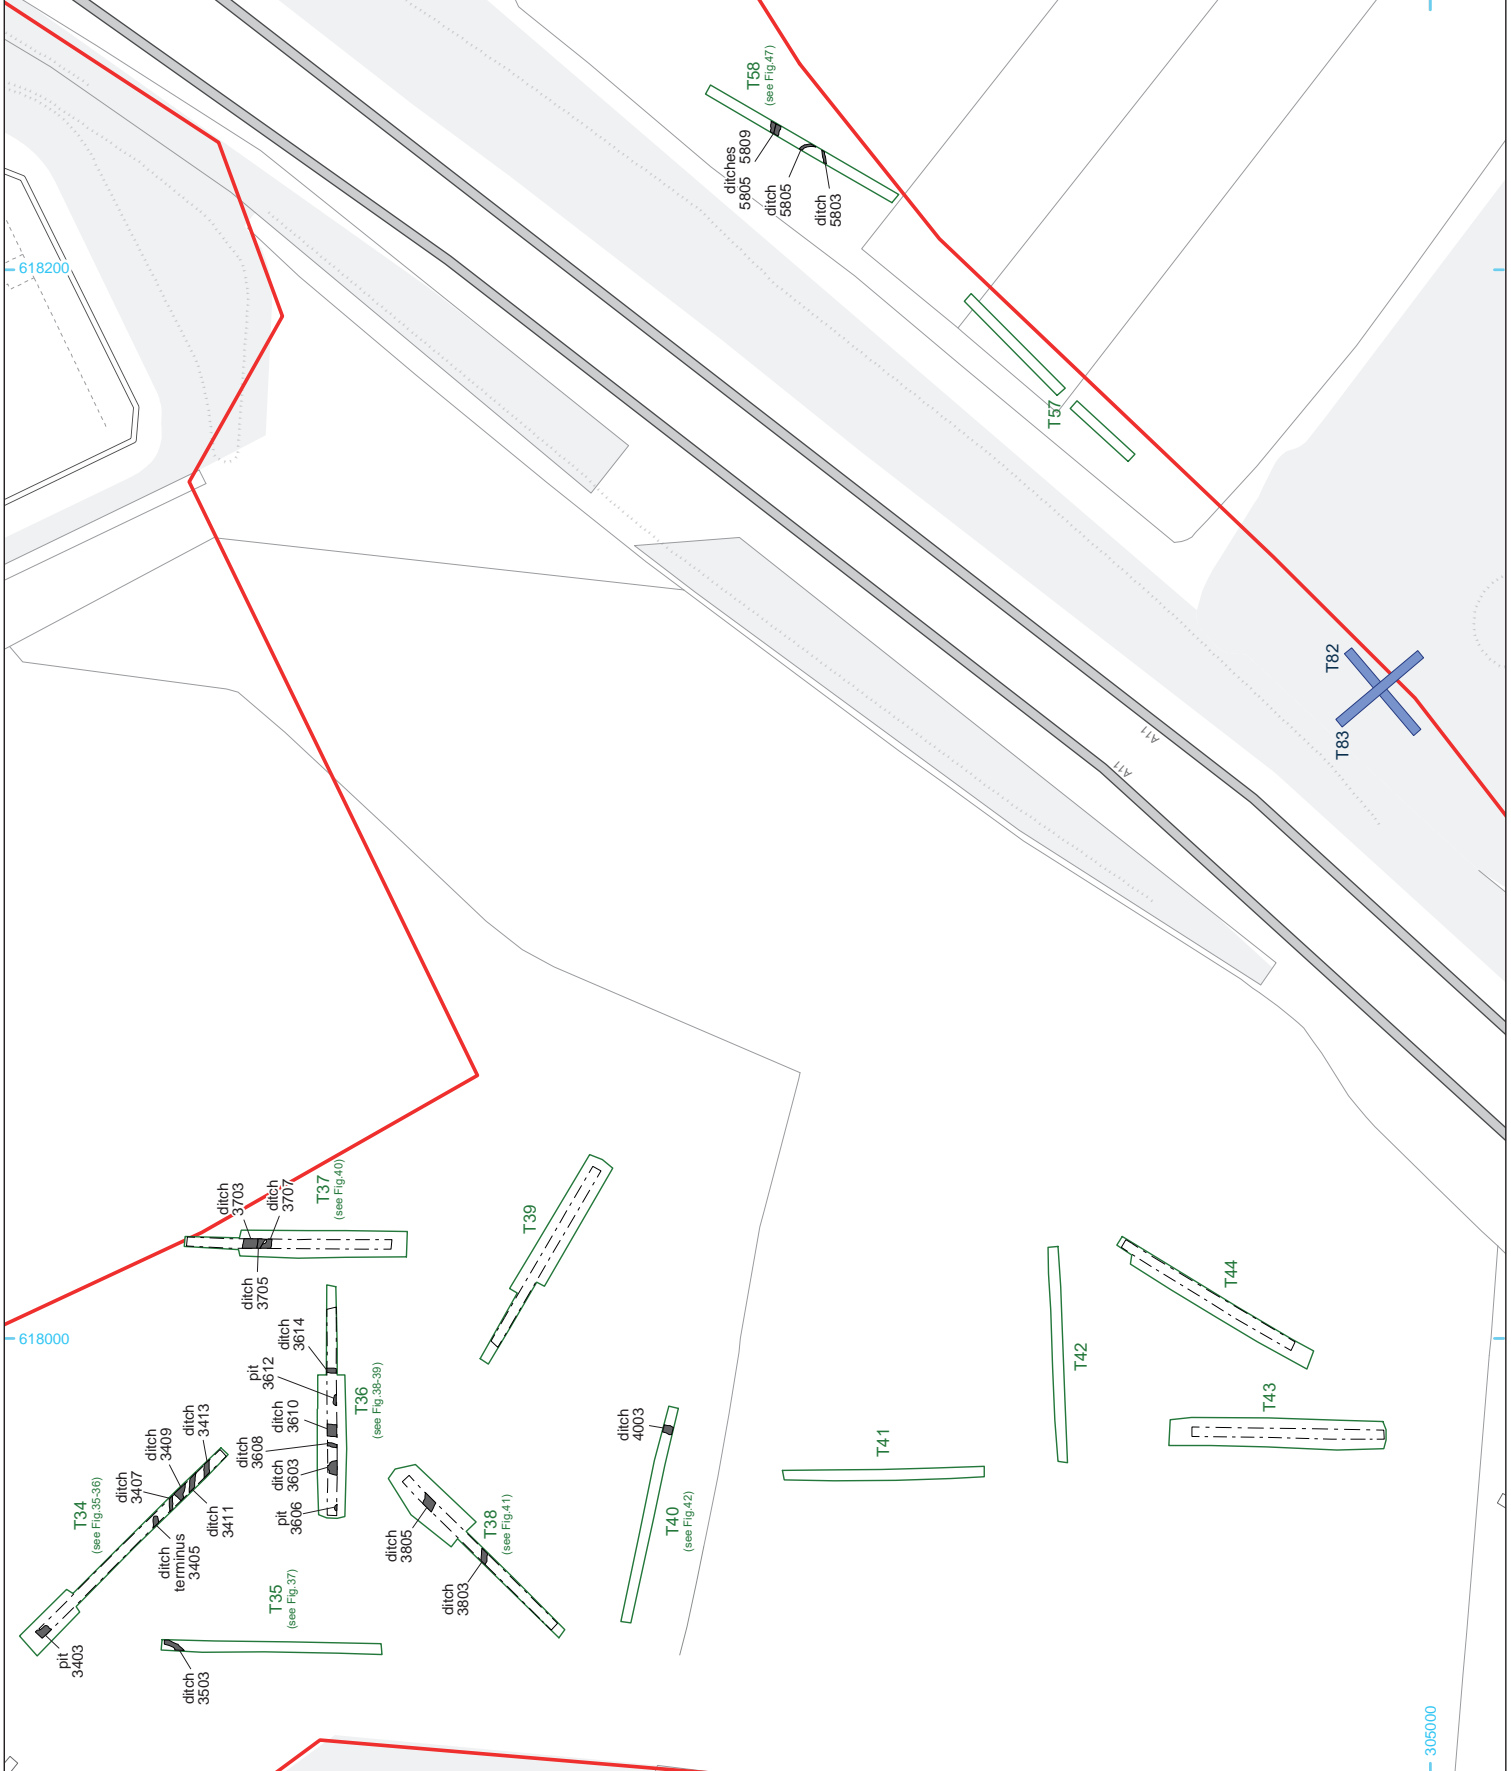 T58
(see Fig.47)
ditches
5805 5809
ditch
5805
ditch
5803
618200
T57
T82
T83
A11
A11
ditch
3703
ditch
3707
T37
(see Fig.40)
ditch
3705
T39
618000
ditch
3614
pit
3612
ditch
3610
ditch
3608
ditch
3603
pit
3606
T36
(see Fig.38-39)
T34
(see Fig.35-36)
ditch
3407
ditch
3409
ditch
3413
ditch
3411
ditch
terminus
3405
pit
3403
T35
(see Fig.37)
ditch
3503
ditch
3805
T38
(see Fig.41)
ditch
3803
ditch
4003
T40
(see Fig.42)
T41
T42
T44
T43
305000